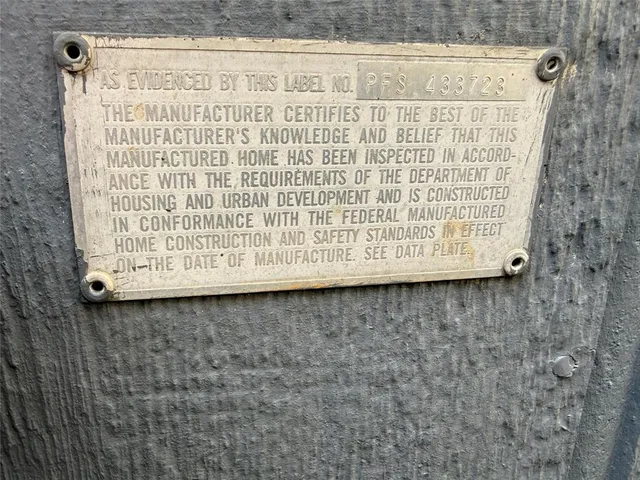 AS EVIDENCED BY THIS LABEL NO. PFS 433723
THE MANUFACTURER CERTIFIES TO THE BEST OF THE
MANUFACTURER'S KNOWLEDGE AND BELIEF THAT THIS
MANUFACTURED HOME HAS BEEN INSPECTED IN ACCORD-
ANCE WITH THE REQUIREMENTS OF THE DEPARTMENT OF
HOUSING AND URBAN DEVELOPMENT AND IS CONSTRUCTED
IN CONFORMANCE WITH THE FEDERAL MANUFACTURED
HOME CONSTRUCTION AND SAFETY STANDARDS IN EFFECT
ON THE DATE OF MANUFACTURE. SEE DATA PLATE.